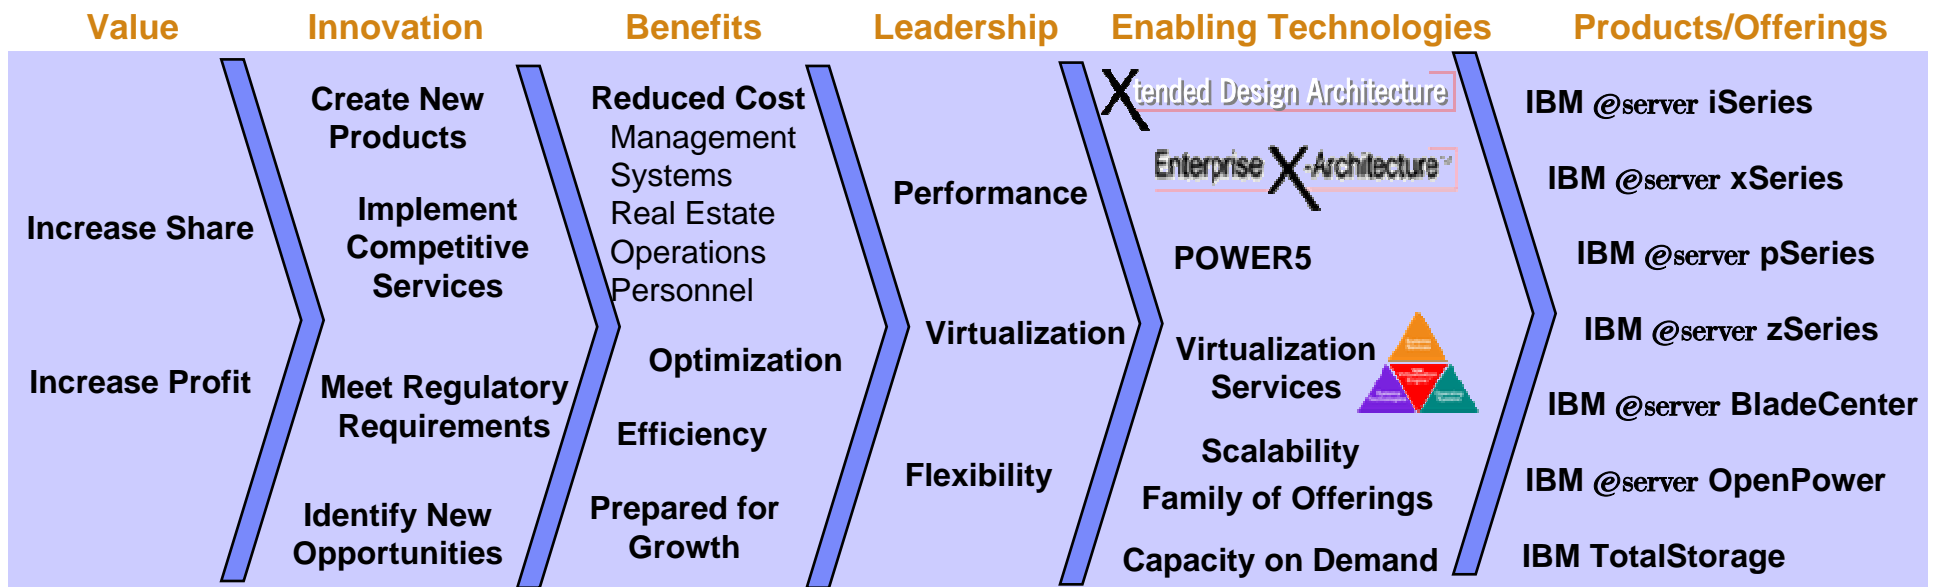 Value
Innovation
Benefits
Leadership
Enabling Technologies
Products/Offerings
Increase Share
Increase Profit
Create New
Products
Implement
Competitive
Services
Meet Regulatory
Requirements
Identify New
Opportunities
Reduced Cost
Management
Systems
Real Estate
Operations
Personnel
Optimization
Efficiency
Prepared for
Growth
Performance
Virtualization
Flexibility
Xtended Design Architecture
Enterprise X-Architecture™
POWER5
Virtualization
Services
Scalability
Family of Offerings
Capacity on Demand
IBM @server iSeries
IBM @server xSeries
IBM @server pSeries
IBM @server zSeries
IBM @server BladeCenter
IBM @server OpenPower
IBM TotalStorage